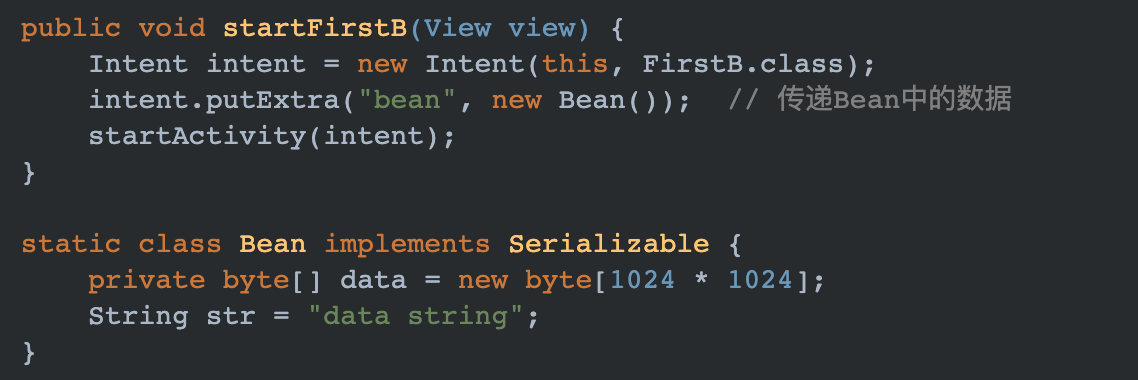 public void startFirstB(View view) {
    Intent intent = new Intent(this, FirstB.class);
    intent.putExtra("bean", new Bean());  // 传递Bean中的数据
    startActivity(intent);
}

static class Bean implements Serializable {
    private byte[] data = new byte[1024 * 1024];
    String str = "data string";
}